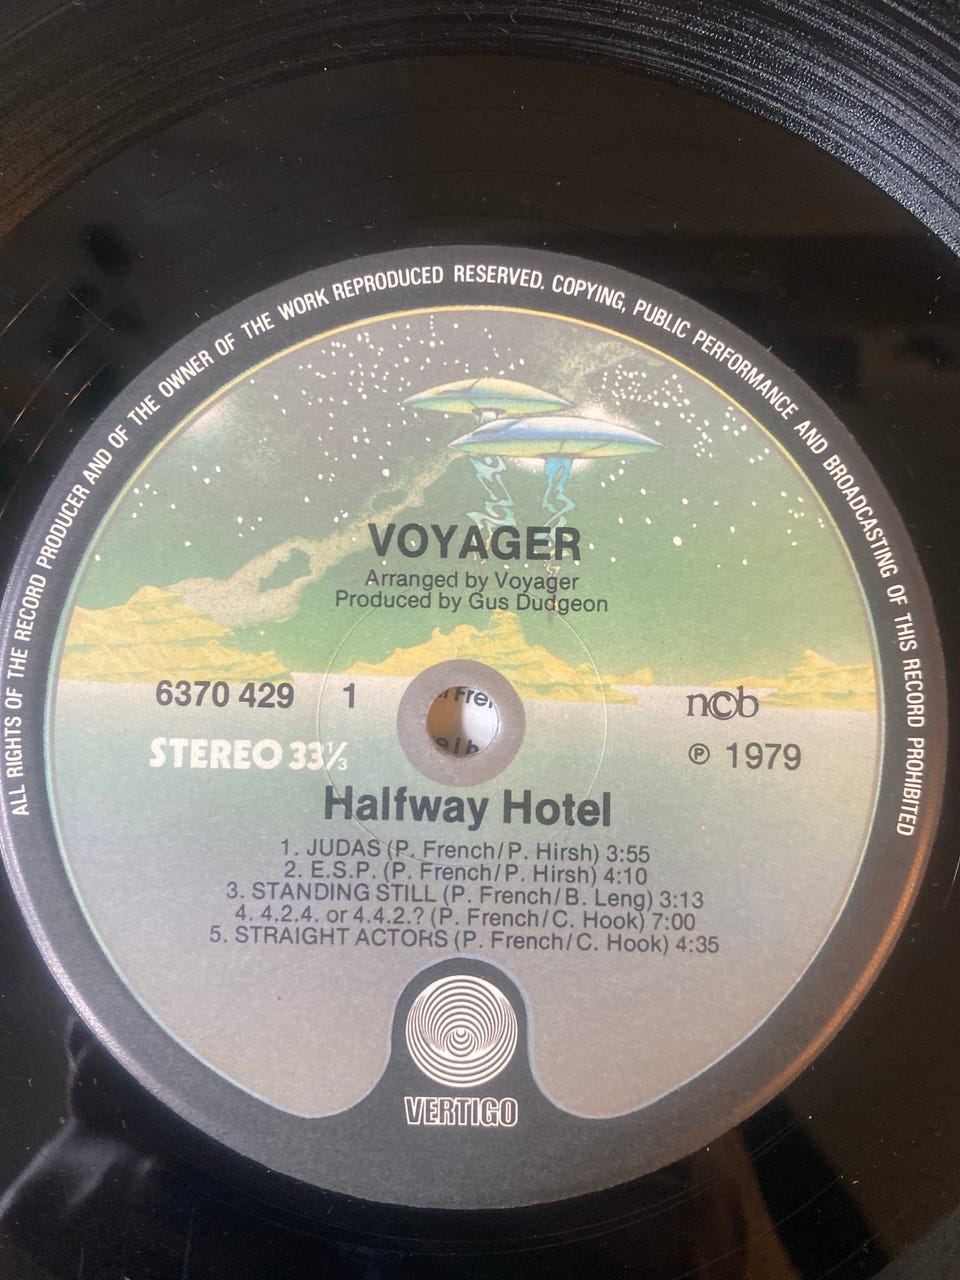 ALL RIGHTS OF THE RECORD PRODUCER AND OF THE OWNER OF THE WORK REPRODUCED RESERVED. COPYING, PUBLIC PERFORMANCE AND BROADCASTING OF THIS RECORD PROHIBITED
VOYAGER
Arranged by Voyager
Produced by Gus Dudgeon
6370 429 1
ncb
STEREO 33⅓
℗ 1979
Halfway Hotel
1. JUDAS (P. French/P. Hirsh) 3:55
2. E.S.P. (P. French/P. Hirsh) 4:10
3. STANDING STILL (P. French/B. Leng) 3:13
4. 4.2.4. or 4.4.2.? (P. French/C. Hook) 7:00
5. STRAIGHT ACTORS (P. French/C. Hook) 4:35
VERTIGO